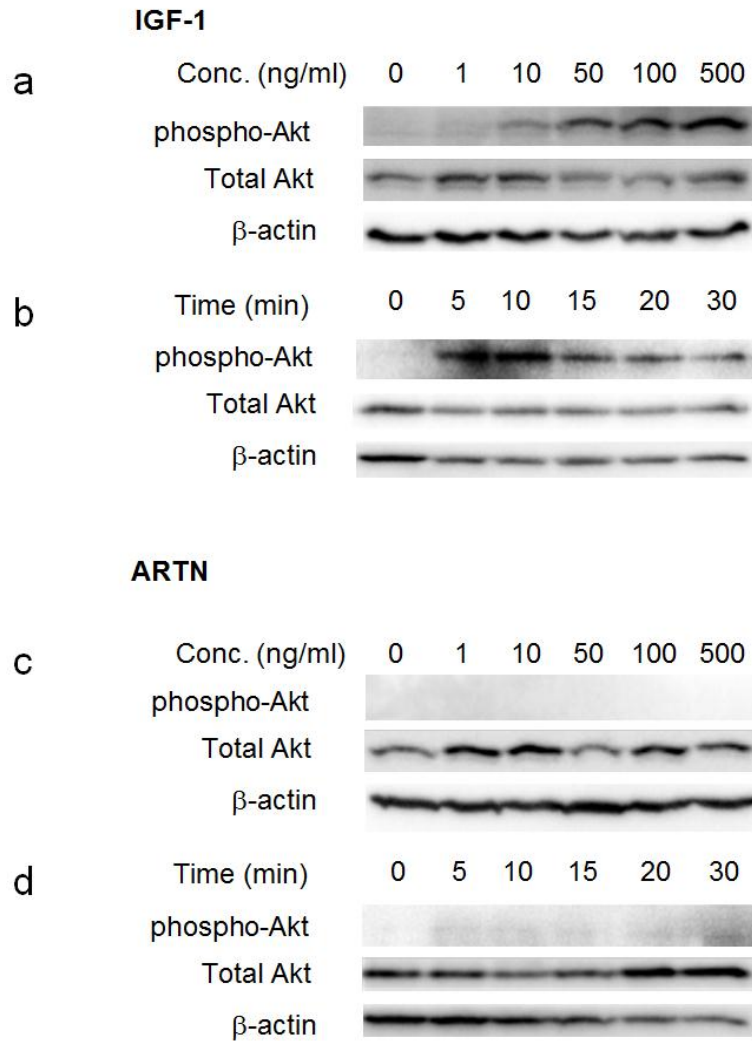 IGF-1
a
Conc. (ng/ml) 0 1 10 50 100 500
phospho-Akt
Total Akt
β-actin
b
Time (min) 0 5 10 15 20 30
phospho-Akt
Total Akt
β-actin
ARTN
c
Conc. (ng/ml) 0 1 10 50 100 500
phospho-Akt
Total Akt
β-actin
d
Time (min) 0 5 10 15 20 30
phospho-Akt
Total Akt
β-actin